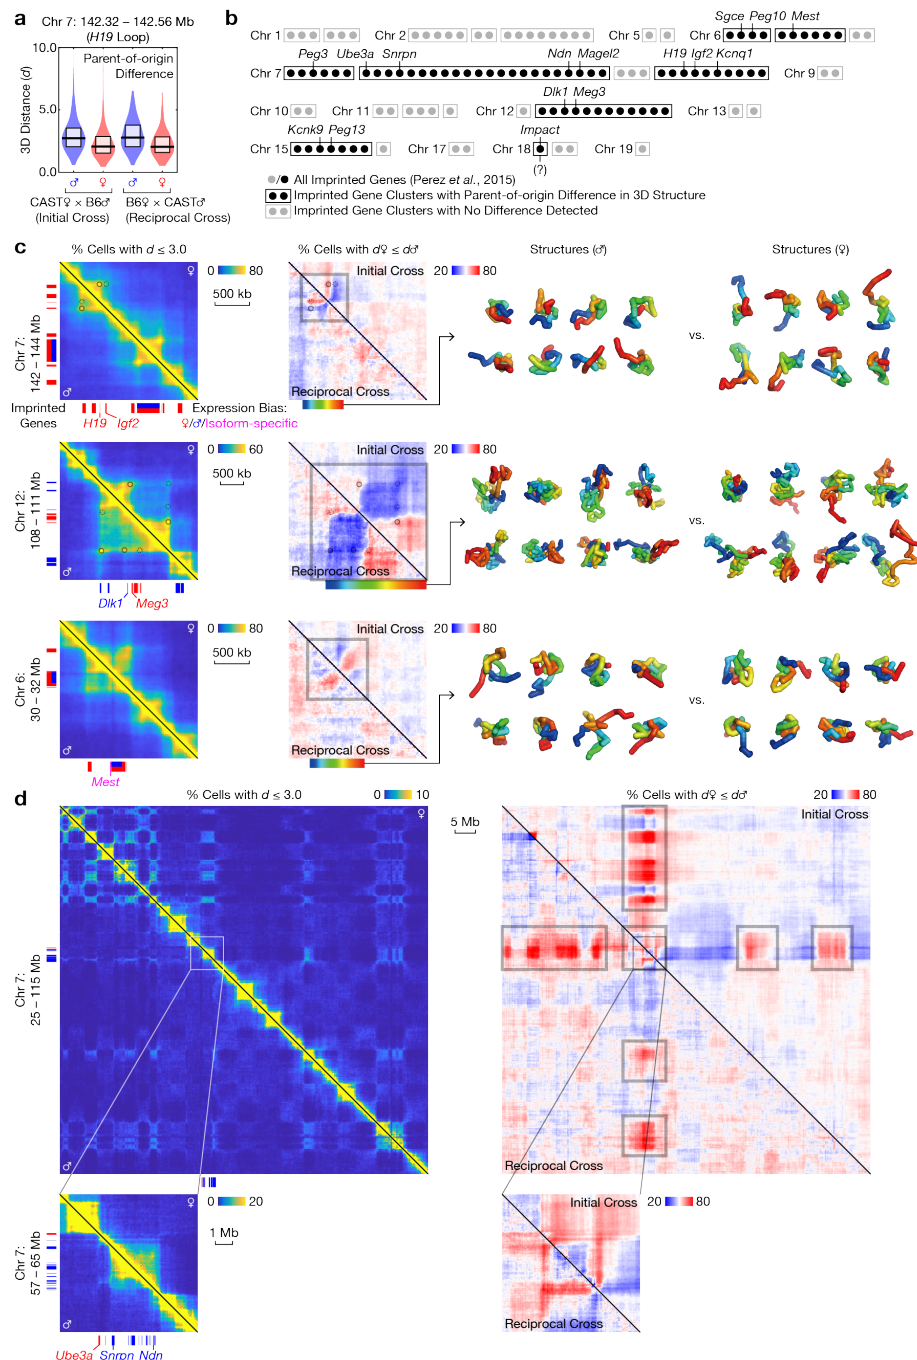 a
Chr 7: 142.32 – 142.56 Mb
(H19 Loop)
Parent-of-origin
Difference
3D Distance (d)
10.0
5.0
0.0
♂ ♀ ♂ ♀
CAST♀ × B6♂
(Initial Cross)
B6♀ × CAST♂
(Reciprocal Cross)
b
Sgce Peg10 Mest
Chr 1
Chr 2
Chr 5
Chr 6
Peg3 Ube3a Snrpn Ndn Magel2 H19 Igf2 Kcnq1
Chr 7
Chr 9
Dlk1 Meg3
Chr 10
Chr 11
Chr 12
Chr 13
Kcnk9 Peg13 Impact
Chr 15
Chr 17
Chr 18
Chr 19
(?)
/ All Imprinted Genes (Perez et al., 2015)
Imprinted Gene Clusters with Parent-of-origin Difference in 3D Structure
Imprinted Gene Clusters with No Difference Detected
c
% Cells with d ≤ 3.0
% Cells with d♀ ≤ d♂
Structures (♂)
Structures (♀)
Chr 7:
142 – 144 Mb
♀
♂
0 80
500 kb
Initial Cross
Reciprocal Cross
20 80
vs.
Imprinted
Genes
H19 Igf2
Expression Bias:
♀/♂/Isoform-specific
Chr 12:
108 – 111 Mb
♀
♂
0 60
500 kb
Initial Cross
Reciprocal Cross
20 80
vs.
Dlk1 Meg3
Chr 6:
30 – 32 Mb
♀
♂
0 80
500 kb
Initial Cross
Reciprocal Cross
20 80
vs.
Mest
d
% Cells with d ≤ 3.0
0 10
♀
♂
Chr 7:
25 – 115 Mb
5 Mb
% Cells with d♀ ≤ d♂
20 80
Initial Cross
Reciprocal Cross
Chr 7:
57 – 65 Mb
♀
♂
0 20
1 Mb
Initial Cross
Reciprocal Cross
20 80
Ube3a Snrpn Ndn